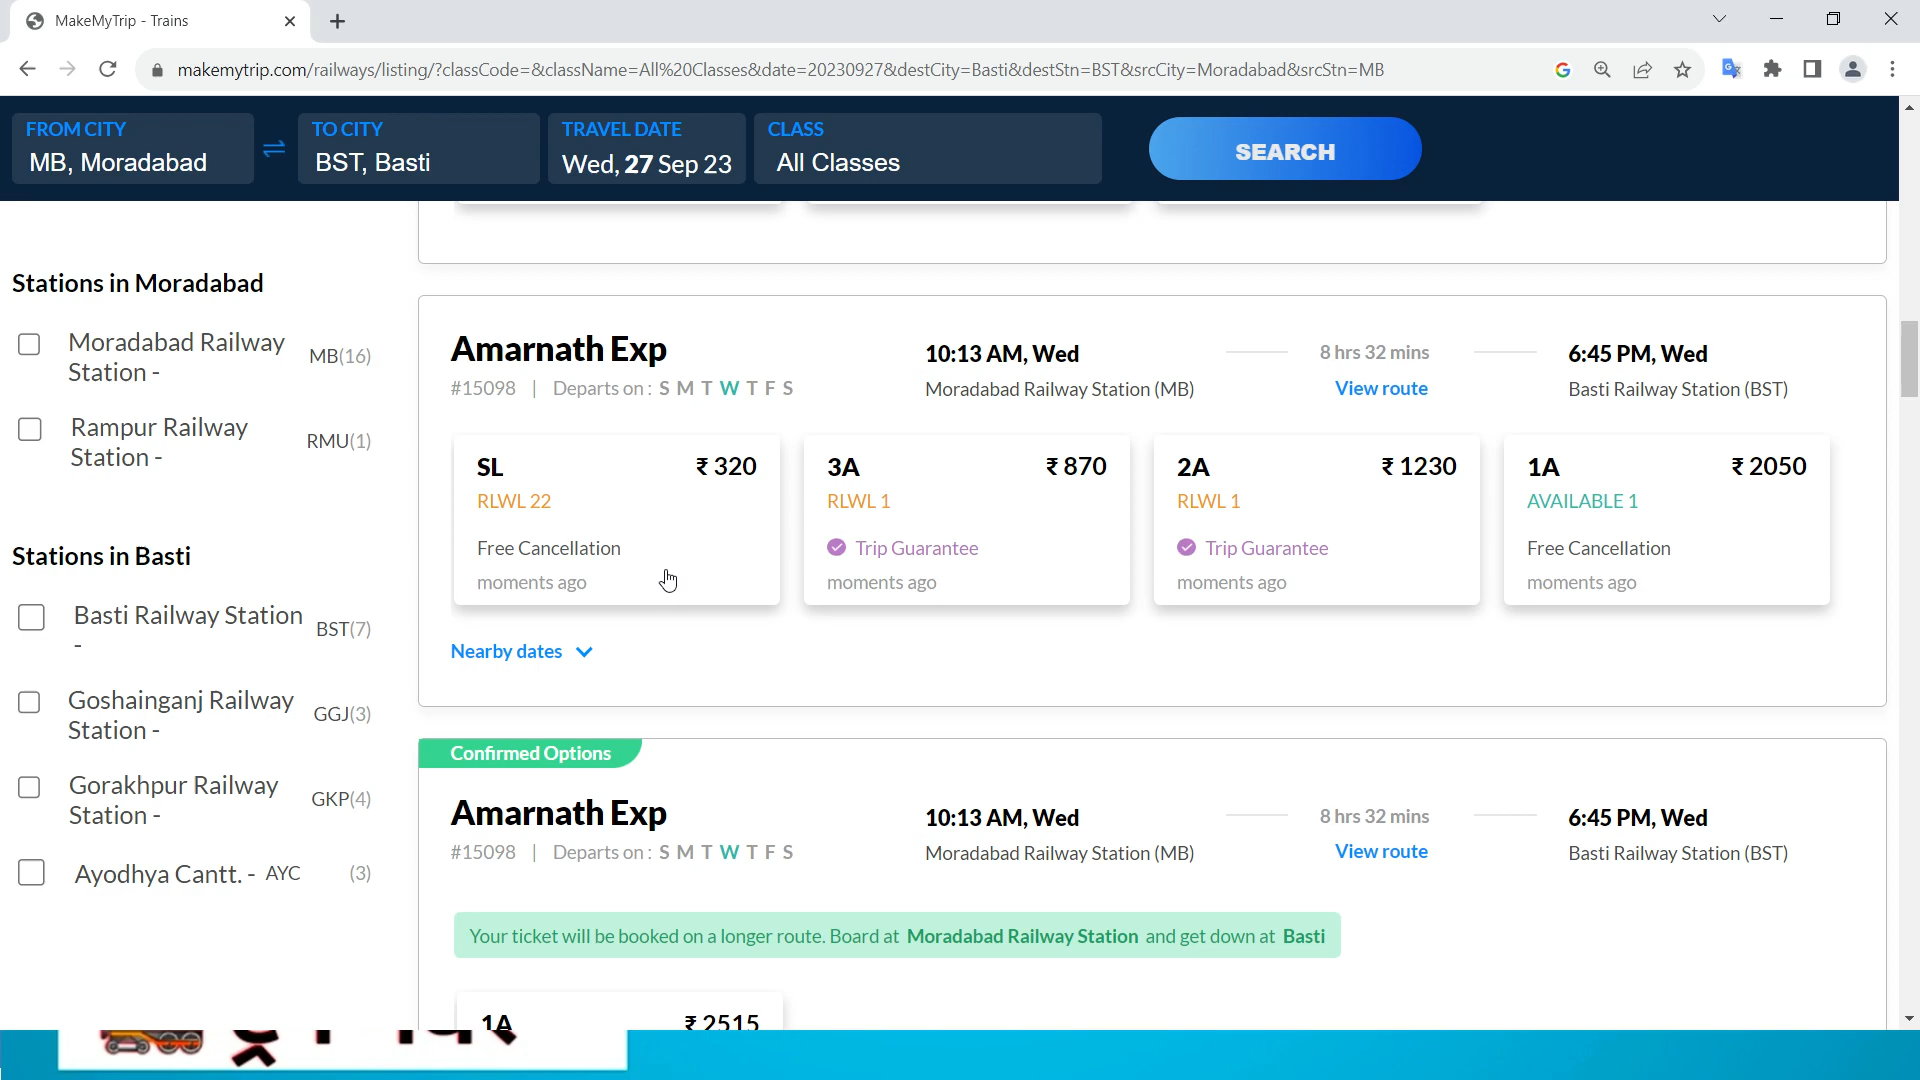 MakeMyTrip - Trains
makemytrip.com/railways/listing/?classCode=&className=All%20Classes&date=20230927&destCity=Basti&destStn=BST&srcCity=Moradabad&srcStn=MB
FROM CITY
MB, Moradabad
TO CITY
BST, Basti
TRAVEL DATE
Wed, 27 Sep 23
CLASS
All Classes
SEARCH
Stations in Moradabad
Moradabad Railway
Station -
MB(16)
Rampur Railway
Station -
RMU(1)
Stations in Basti
Basti Railway Station
-
BST(7)
Goshainganj Railway
Station -
GGJ(3)
Gorakhpur Railway
Station -
GKP(4)
Ayodhya Cantt. - AYC (3)
Amarnath Exp
#15098 | Departs on : S M T W T F S
10:13 AM, Wed
Moradabad Railway Station (MB)
8 hrs 32 mins
View route
6:45 PM, Wed
Basti Railway Station (BST)
SL ₹ 320
RLWL 22
Free Cancellation
moments ago
3A ₹ 870
RLWL 1
Trip Guarantee
moments ago
2A ₹ 1230
RLWL 1
Trip Guarantee
moments ago
1A ₹ 2050
AVAILABLE 1
Free Cancellation
moments ago
Nearby dates
Confirmed Options
Amarnath Exp
#15098 | Departs on : S M T W T F S
10:13 AM, Wed
Moradabad Railway Station (MB)
8 hrs 32 mins
View route
6:45 PM, Wed
Basti Railway Station (BST)
Your ticket will be booked on a longer route. Board at Moradabad Railway Station and get down at Basti
1A ₹ 2515